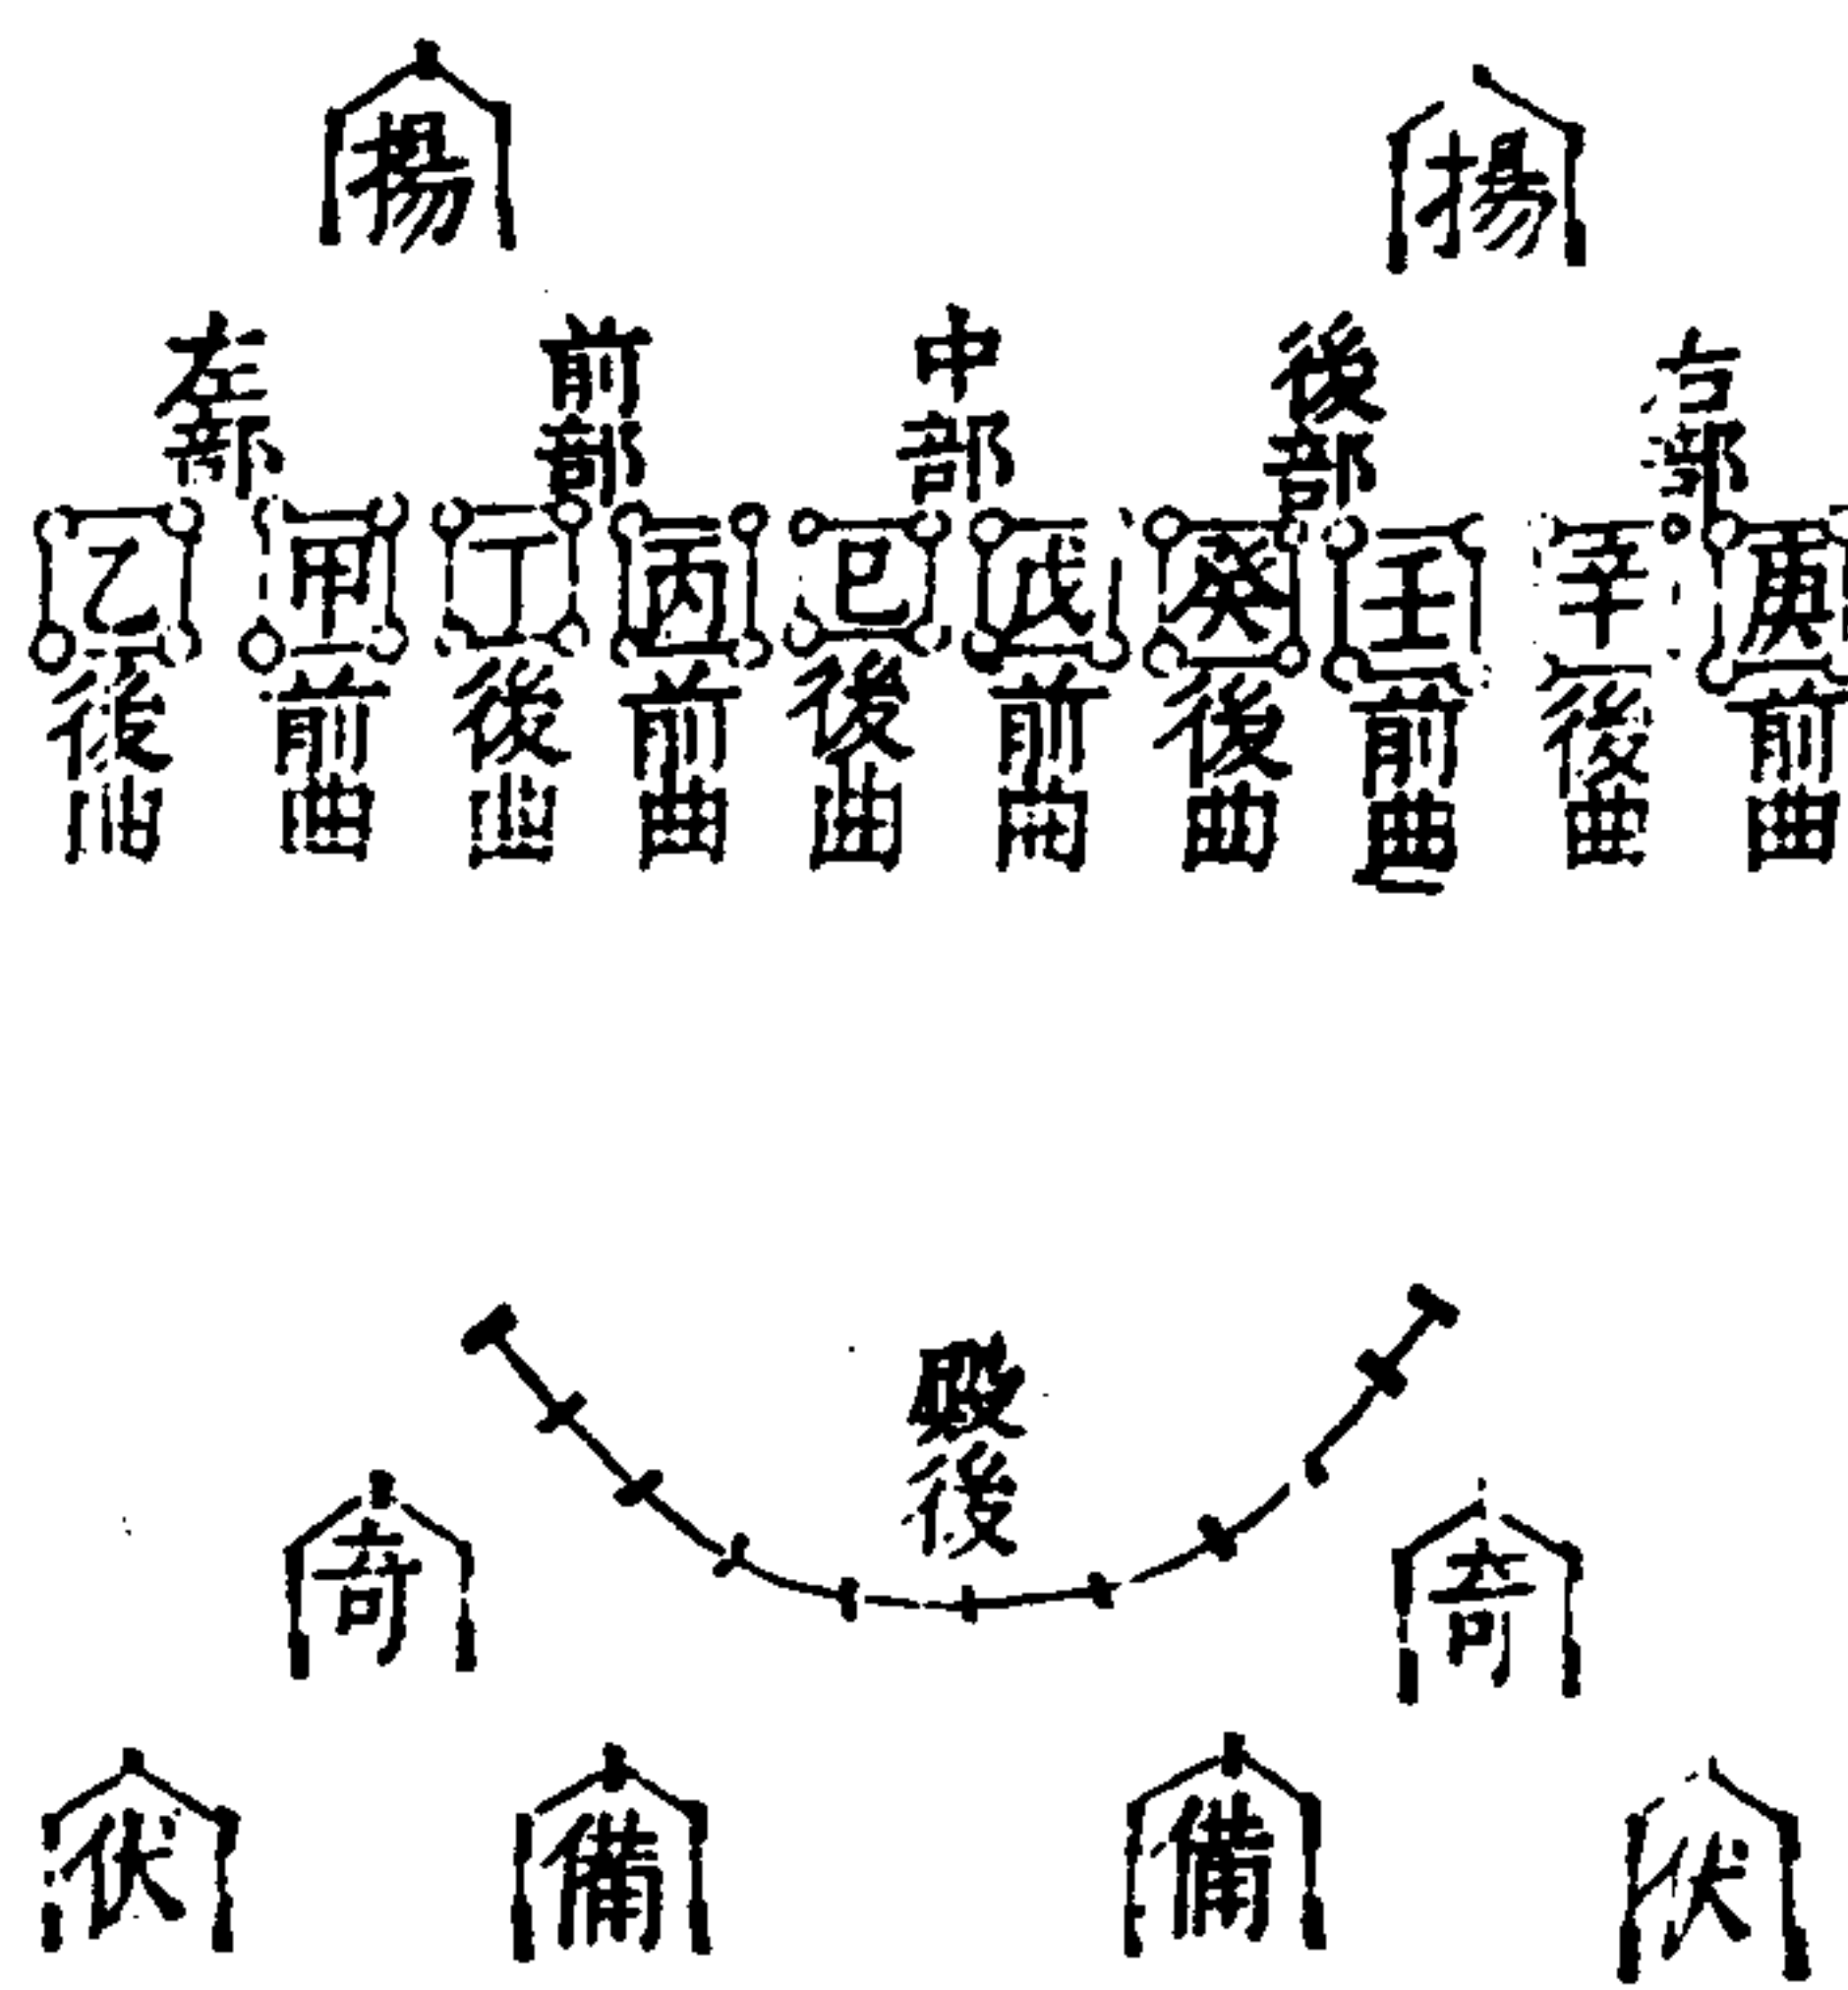 揚
揚
右部
後部
中部
前部
左部
庚前曲
辛後曲
壬前曲
癸後曲
戊前曲
己後曲
丙前曲
丁後曲
甲前曲
乙後曲
殿後
奇
奇
伏
備
備
伏